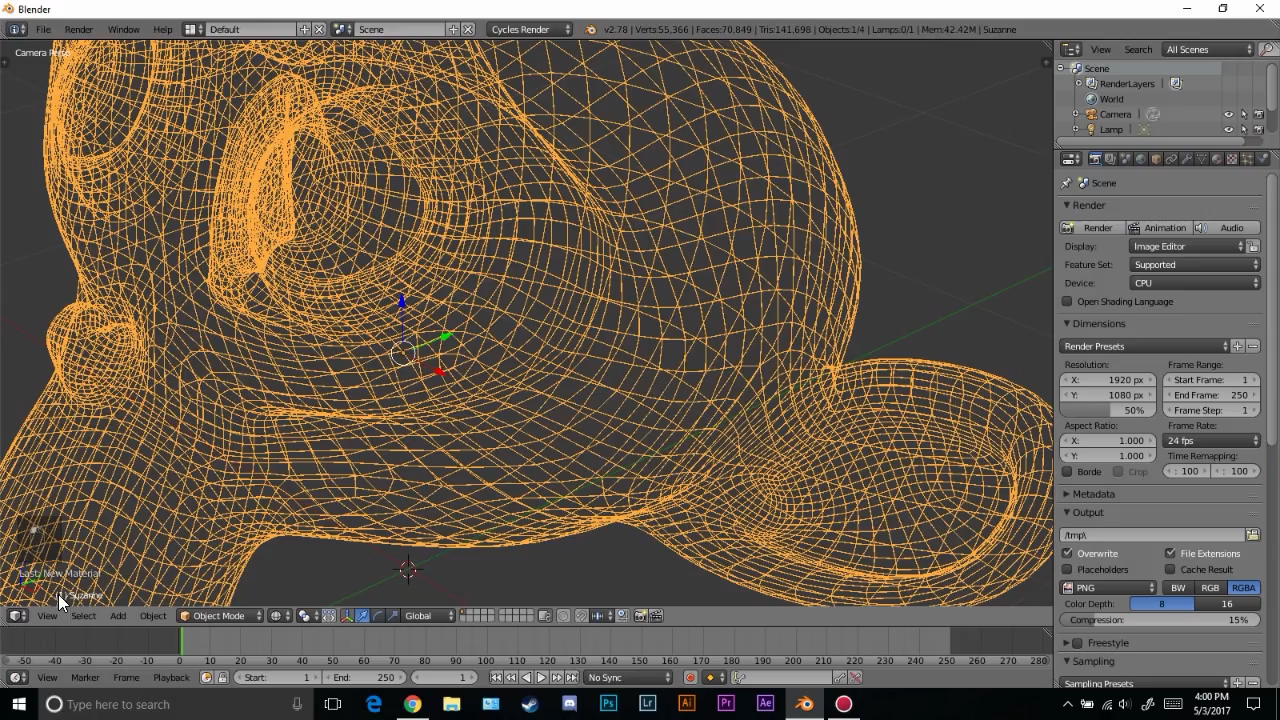 Blender
File Render Window Help Default Scene Cycles Render v2.78 | Verts:55,366 | Faces:70,849 | Tris:141,698 | Objects:1/4 | Lamps:0/1 | Mem:42.42M | Suzanne
View Search All Scenes
Scene
RenderLayers
World
Camera
Lamp
Scene
Render
Render Animation Audio
Display: Image Editor
Feature Set: Supported
Device: CPU
Open Shading Language
Dimensions
Render Presets
Resolution: Frame Range:
X: 1920 px Start Frame: 1
Y: 1080 px End Frame: 250
50% Frame Step: 1
Aspect Ratio: Frame Rate:
X: 1.000 24 fps
Y: 1.000 Time Remapping:
Borde Crop : 100 : 100
Metadata
Output
/tmp\
Overwrite File Extensions
Placeholders Cache Result
PNG BW RGB RGBA
Color Depth: 8 16
Compression: 15%
Freestyle
Sampling
Sampling Presets
Last: New Material
Suzanne
View Select Add Object Object Mode Global
-50 -40 -30 -20 -10 0 10 20 30 40 50 60 70 80 90 100 110 120 130 140 150 160 170 180 190 200 210 220 230 240 250 260 270 280
View Marker Frame Playback Start: 1 End: 250 1 No Sync
Type here to search Ps Lr Ai Pr Ae 4:00 PM
5/3/2017